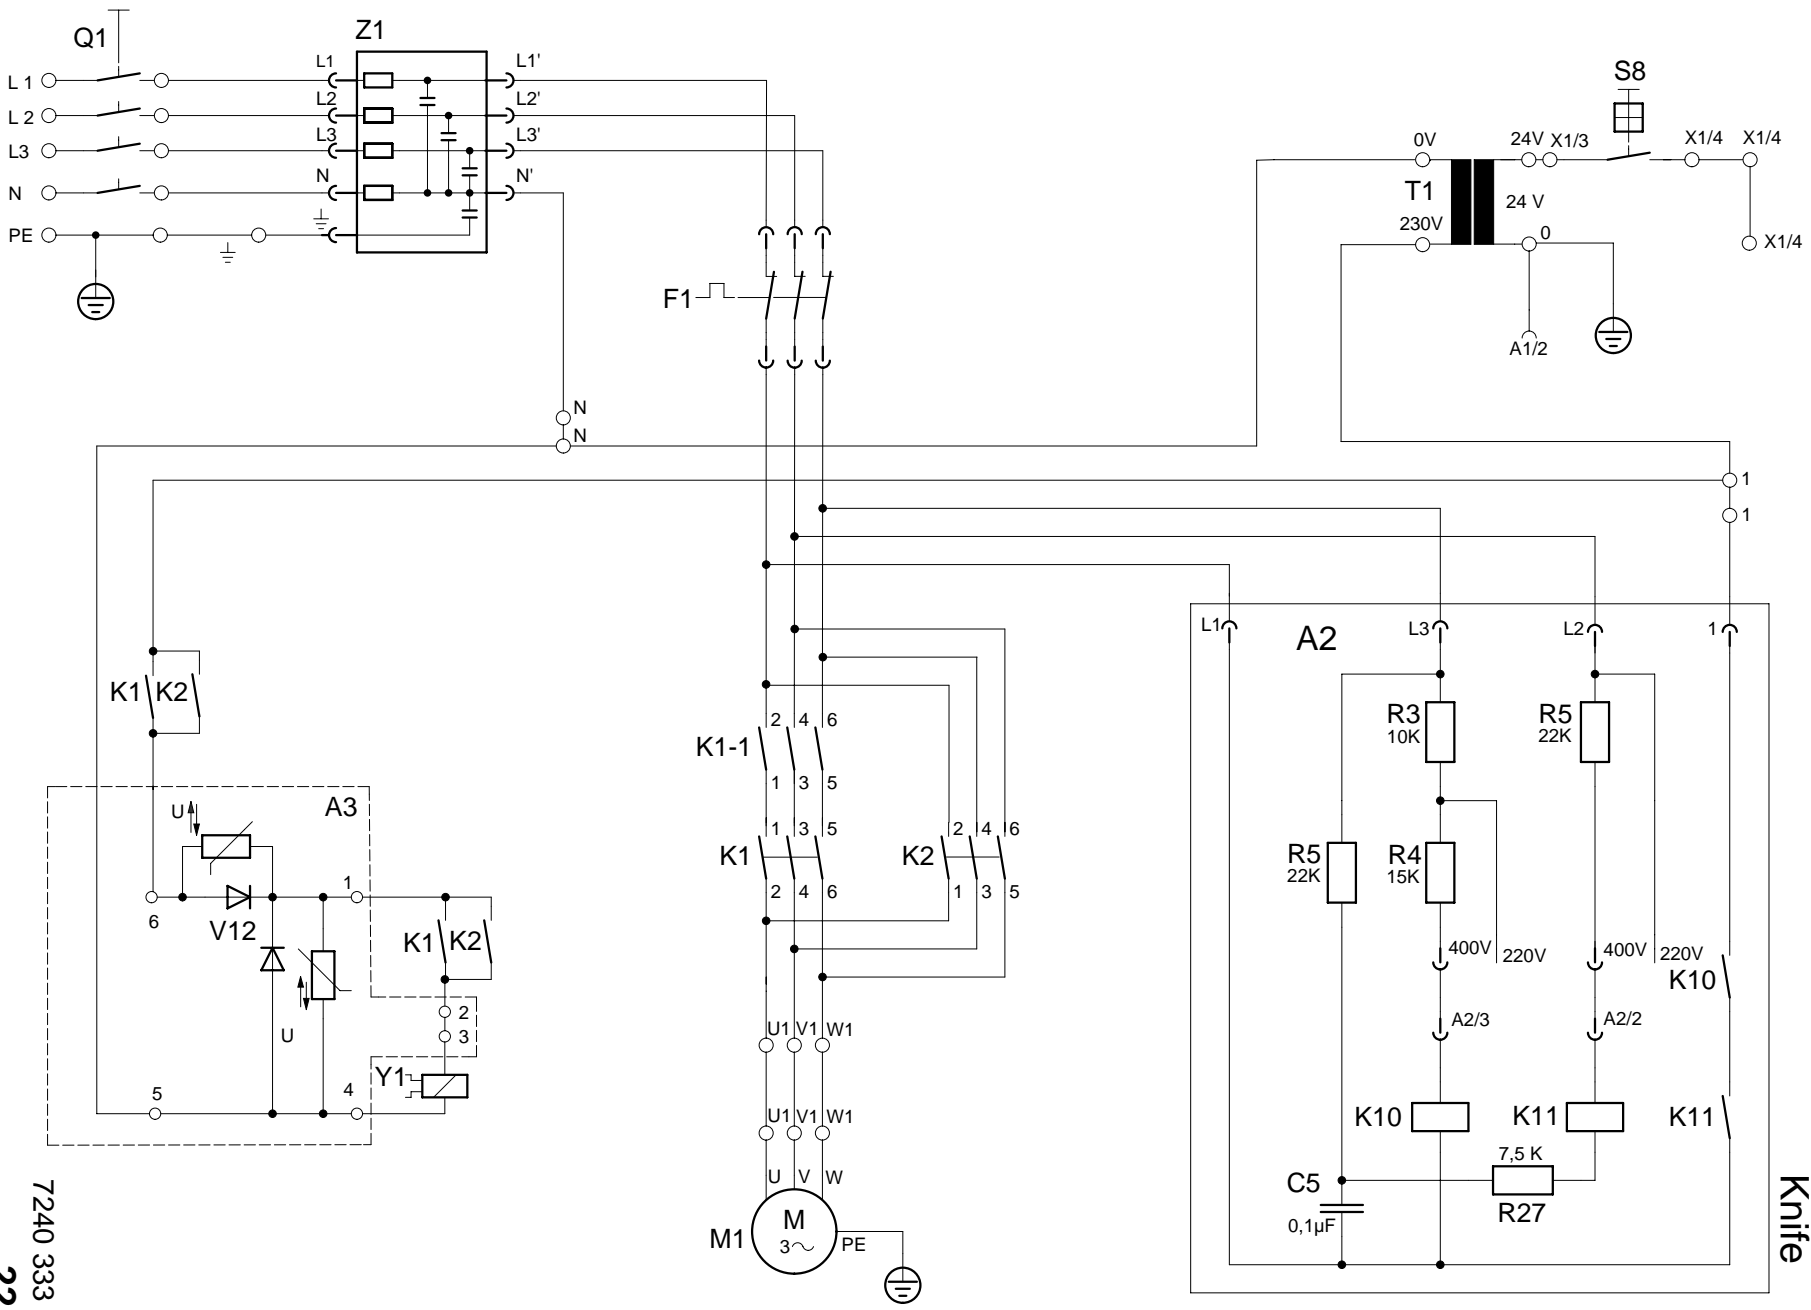 Q1
Z1
L 1
L1
L1'
L 2
L2
L2'
L3
L3
L3'
N
N
N'
PE
S8
0V
24V
X1/3
X1/4
X1/4
T1
24 V
230V
0
X1/4
F1
A1/2
N
N
1
1
L1
A2
L3
L2
1
K1
K2
2
4
6
K1-1
1
3
5
R3
10K
R5
22K
A3
U
1
3
5
2
4
6
K1
K2
2
4
6
1
3
5
R5
22K
R4
15K
6
V12
1
K1
K2
400V
220V
400V
220V
K10
U
2
3
U1
V1
W1
A2/3
A2/2
5
4
Y1
U1
V1
W1
K10
K11
K11
U
V
W
7,5 K
C5
R27
0,1µF
M1
M
3
PE
Knife
7240 333
22